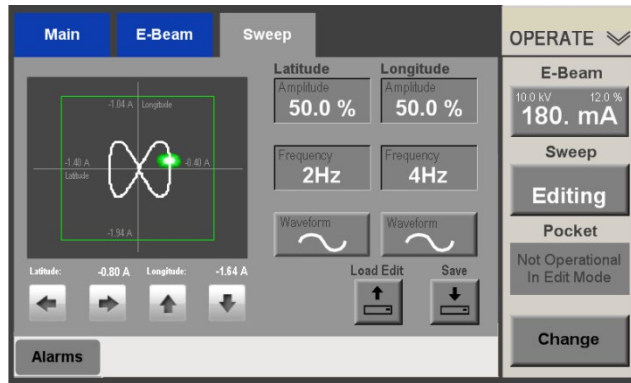 Main
E-Beam
Sweep
OPERATE
Latitude
Longitude
Amplitude
50.0 %
Amplitude
50.0 %
Frequency
2Hz
Frequency
4Hz
Waveform
Waveform
-1.04 A
Longitude
-1.40 A
Latitude
-0.40 A
-1.94 A
Latitude: -0.80 A Longitude: -1.64 A
Load Edit
Save
Alarms
E-Beam
10.0 kV 12.0 %
180. mA
Sweep
Editing
Pocket
Not Operational
In Edit Mode
Change